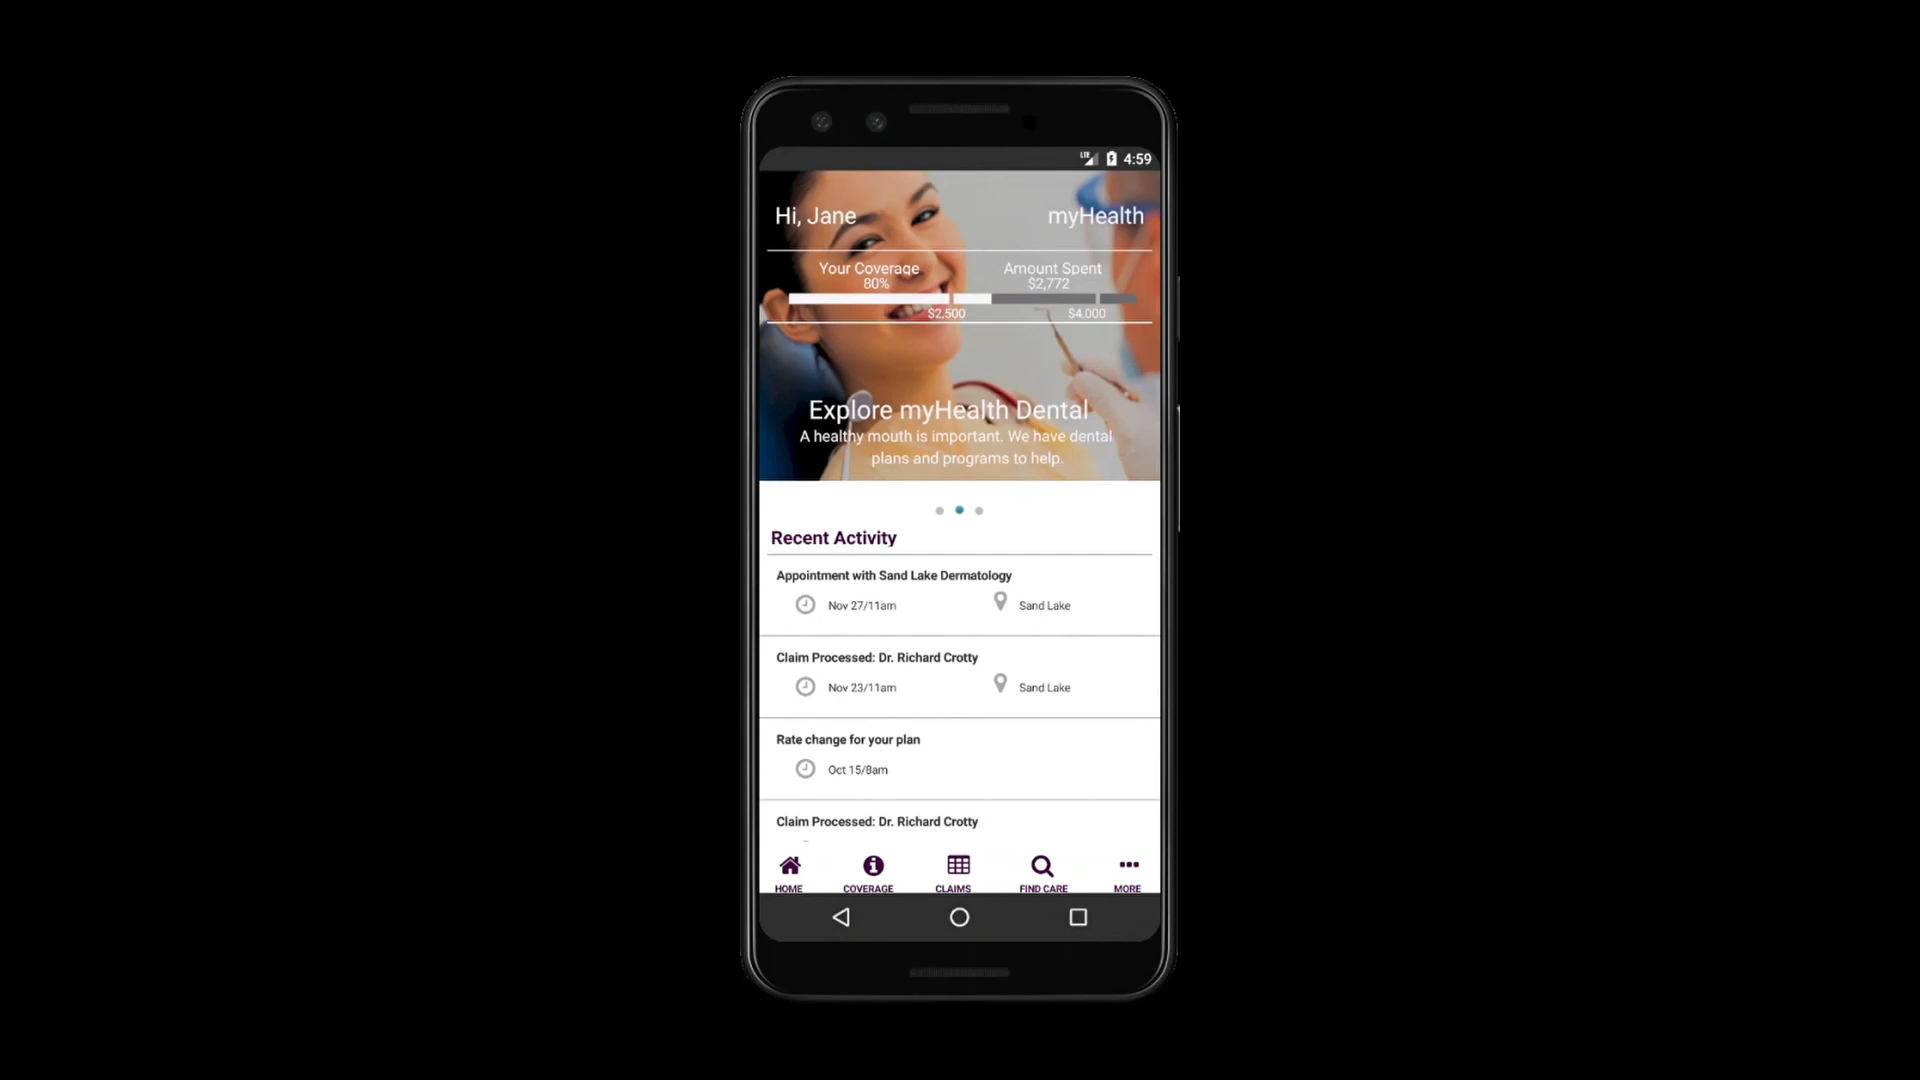 LTE 4:59
Hi, Jane myHealth
Your Coverage Amount Spent
80% $2,772
$2,500 $4,000
Explore myHealth Dental
A healthy mouth is important. We have dental
plans and programs to help.
Recent Activity
Appointment with Sand Lake Dermatology
Nov 27/11am Sand Lake
Claim Processed: Dr. Richard Crotty
Nov 23/11am Sand Lake
Rate change for your plan
Oct 15/8am
Claim Processed: Dr. Richard Crotty
HOME COVERAGE CLAIMS FIND CARE MORE